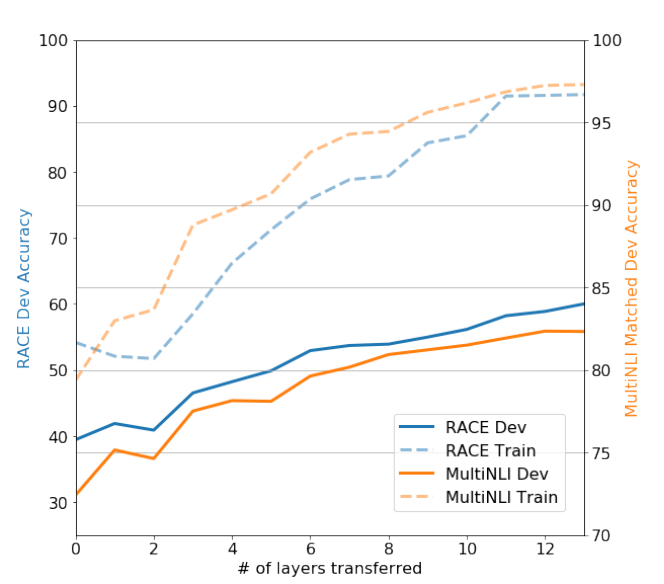 100
90
80
70
60
50
40
30
RACE Dev Accuracy
100
95
90
85
80
75
70
MultiNLI Matched Dev Accuracy
RACE Dev
RACE Train
MultiNLI Dev
MultiNLI Train
0 2 4 6 8 10 12
# of layers transferred